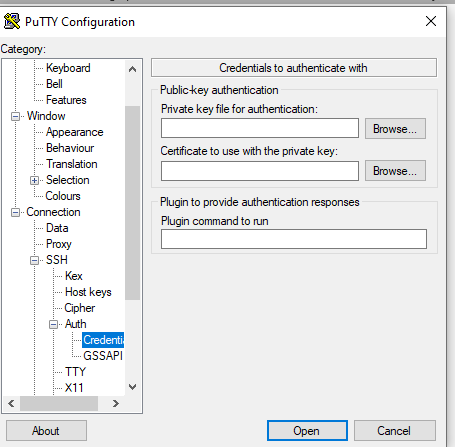 PuTTY Configuration
Category:
Keyboard
Bell
Features
Window
Appearance
Behaviour
Translation
Selection
Colours
Connection
Data
Proxy
SSH
Kex
Host keys
Cipher
Auth
Credentia
GSSAPI
TTY
X11
Credentials to authenticate with
Public-key authentication
Private key file for authentication:
Browse...
Certificate to use with the private key:
Browse...
Plugin to provide authentication responses
Plugin command to run
About
Open
Cancel